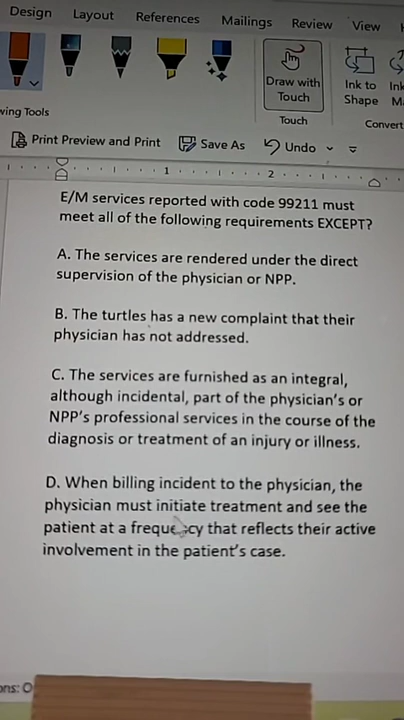 Design Layout References Mailings Review View
Draw with Touch
Ink to Shape
Ink
wing Tools
Touch
Convert
Print Preview and Print Save As Undo
1 2
E/M services reported with code 99211 must
meet all of the following requirements EXCEPT?
A. The services are rendered under the direct
supervision of the physician or NPP.
B. The turtles has a new complaint that their
physician has not addressed.
C. The services are furnished as an integral,
although incidental, part of the physician's or
NPP's professional services in the course of the
diagnosis or treatment of an injury or illness.
D. When billing incident to the physician, the
physician must initiate treatment and see the
patient at a frequency that reflects their active
involvement in the patient's case.
ons: O